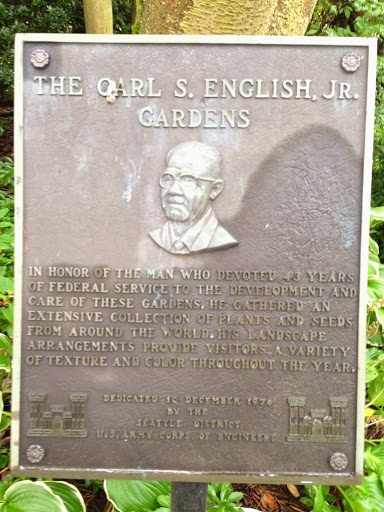 THE CARL S. ENGLISH, JR.
GARDENS
IN HONOR OF THE MAN WHO DEVOTED 43 YEARS
OF FEDERAL SERVICE TO THE DEVELOPMENT AND
CARE OF THESE GARDENS. HE GATHERED AN
EXTENSIVE COLLECTION OF PLANTS AND SEEDS
FROM AROUND THE WORLD. HIS LANDSCAPE
ARRANGEMENTS PROVIDE VISITORS A VARIETY
OF TEXTURE AND COLOR THROUGHOUT THE YEAR.
DEDICATED DECEMBER
BY THE
SEATTLE DISTRICT
U.S. ARMY CORPS OF ENGINEERS